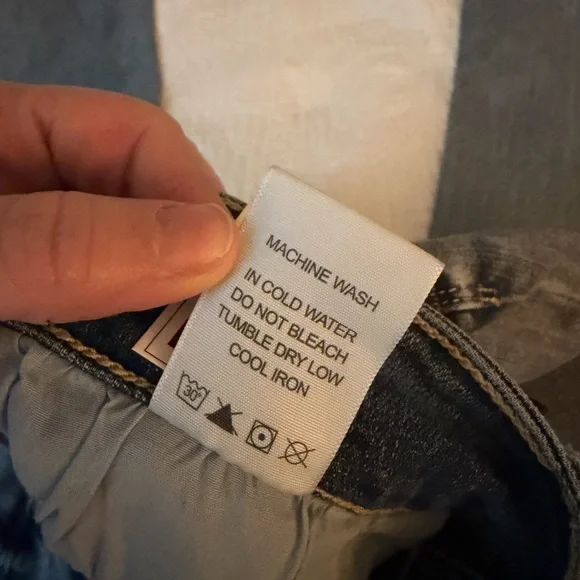 MACHINE WASH
IN COLD WATER
DO NOT BLEACH
TUMBLE DRY LOW
COOL IRON
30°